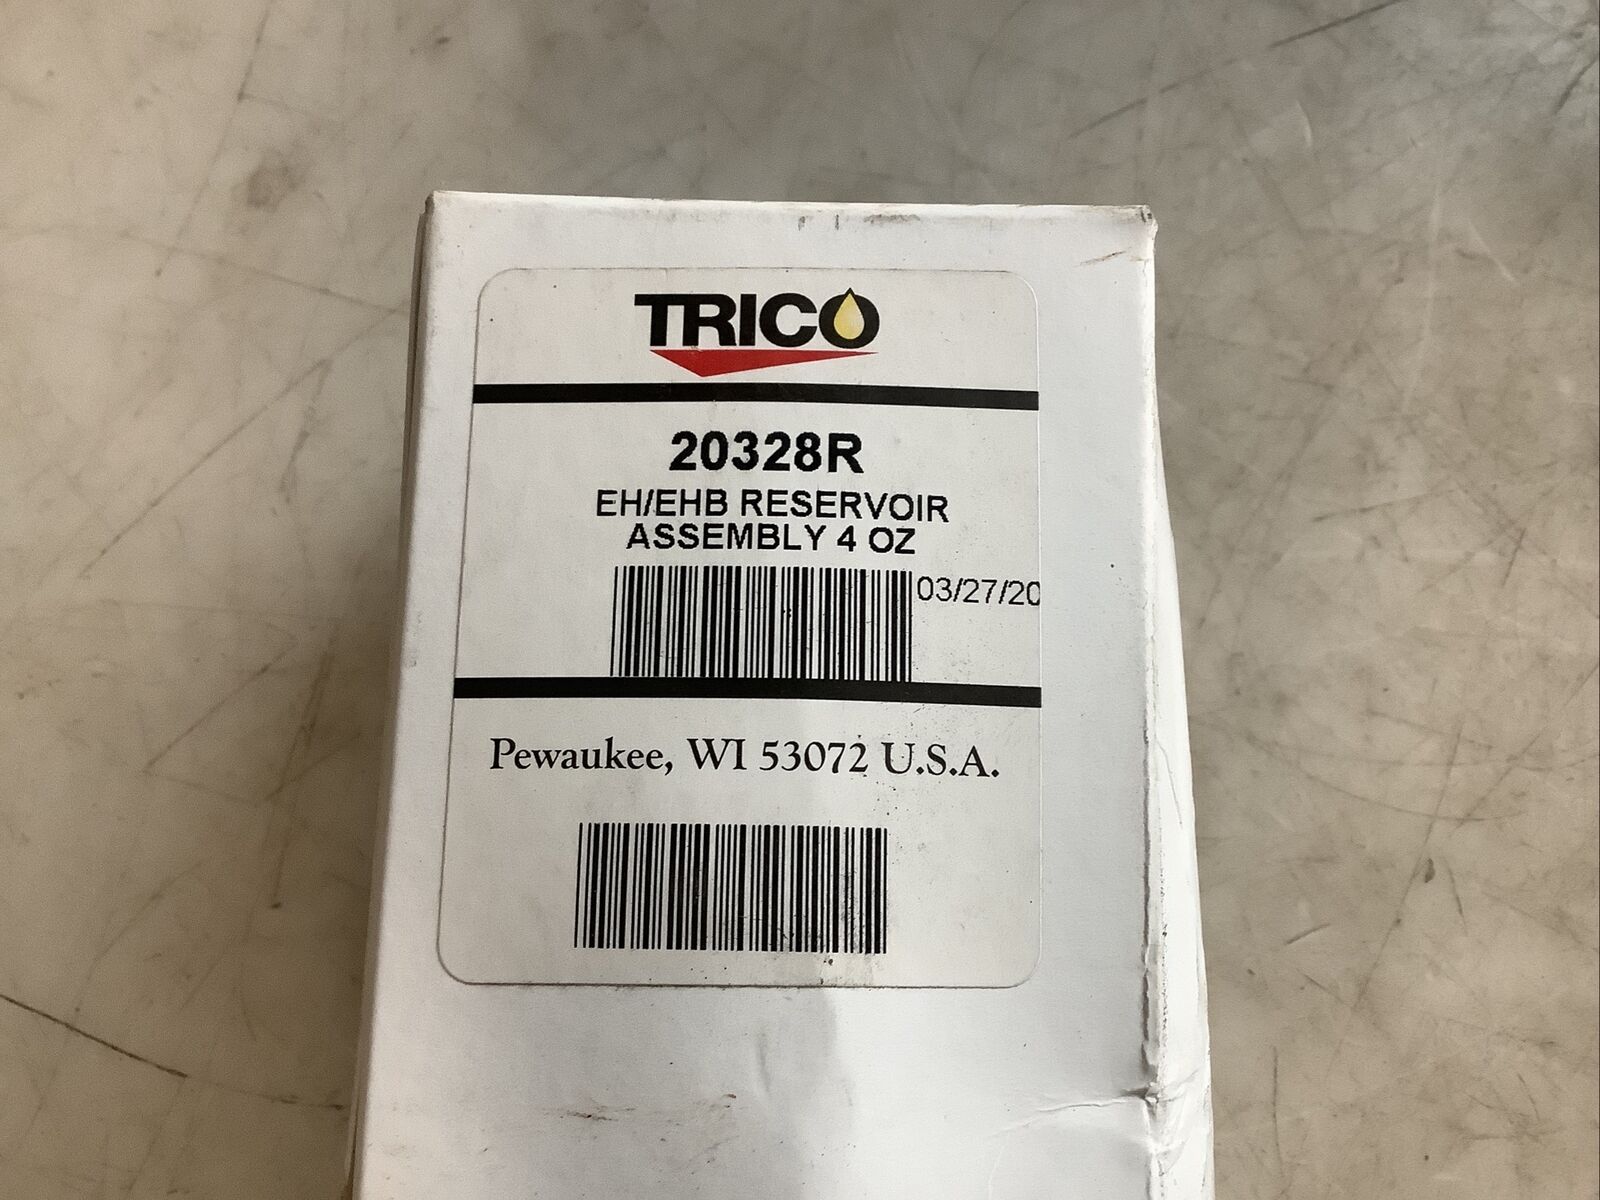 TRICO
20328R
EH/EHB RESERVOIR
ASSEMBLY 4 OZ
03/27/20
Pewaukee, WI 53072 U.S.A.